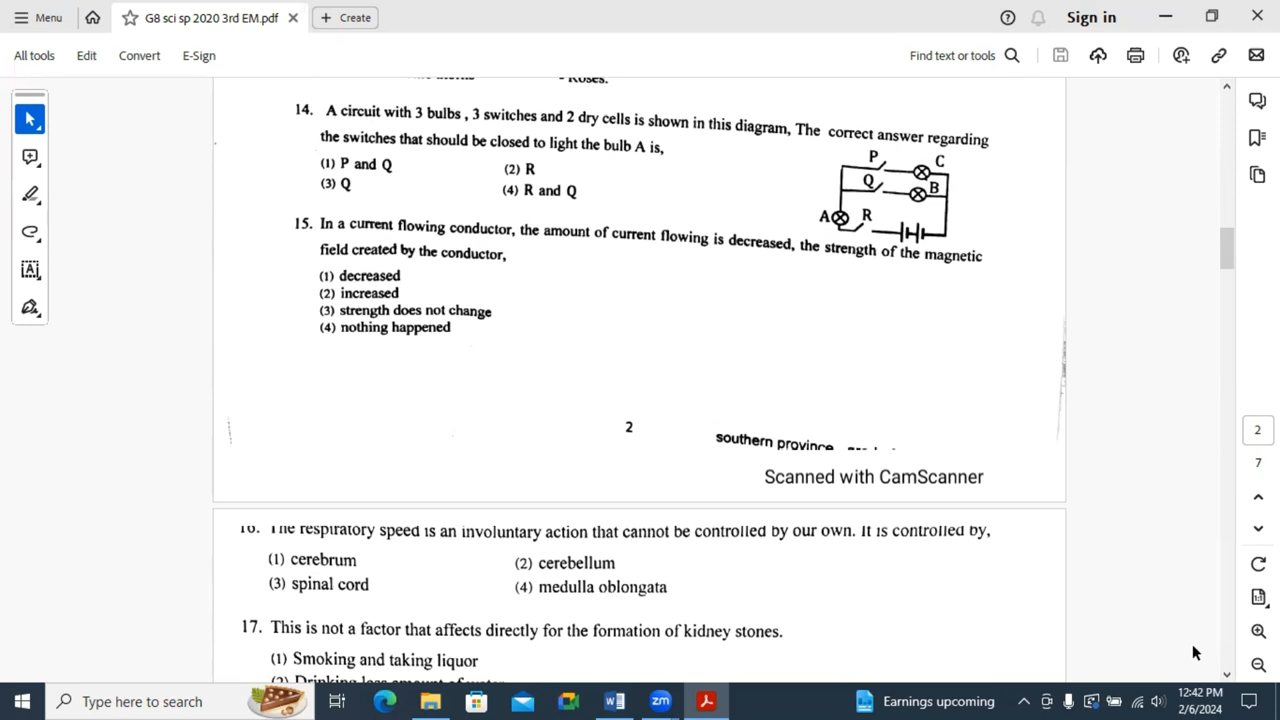 Menu
G8 sci sp 2020 3rd EM.pdf
Create
Sign in
All tools Edit Convert E-Sign
Find text or tools
- Roses.
14. A circuit with 3 bulbs , 3 switches and 2 dry cells is shown in this diagram, The correct answer regarding
the switches that should be closed to light the bulb A is,
(1) P and Q (2) R
(3) Q (4) R and Q
P C
Q B
A R
15. In a current flowing conductor, the amount of current flowing is decreased, the strength of the magnetic
field created by the conductor,
(1) decreased
(2) increased
(3) strength does not change
(4) nothing happened
2
southern province
Scanned with CamScanner
16. The respiratory speed is an involuntary action that cannot be controlled by our own. It is controlled by,
(1) cerebrum (2) cerebellum
(3) spinal cord (4) medulla oblongata
17. This is not a factor that affects directly for the formation of kidney stones.
(1) Smoking and taking liquor
2
7
1:1
Type here to search
Earnings upcoming
12:42 PM
2/6/2024